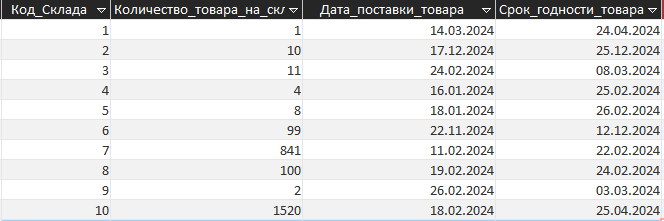 Код_Склада Количество_товара_на_скл Дата_поставки_товара Срок_годности_товара
1 1 14.03.2024 24.04.2024
2 10 17.12.2024 25.12.2024
3 11 24.02.2024 08.03.2024
4 4 16.01.2024 25.02.2024
5 8 18.01.2024 26.02.2024
6 99 22.11.2024 12.12.2024
7 841 11.02.2024 22.02.2024
8 100 19.02.2024 24.02.2024
9 2 26.02.2024 03.03.2024
10 1520 18.02.2024 25.04.2024